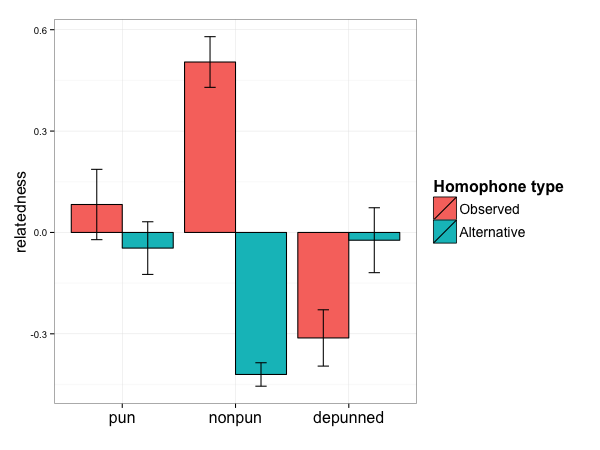 0.6
0.3
0.0
-0.3
relatedness
pun nonpun depunned
Homophone type
Observed
Alternative